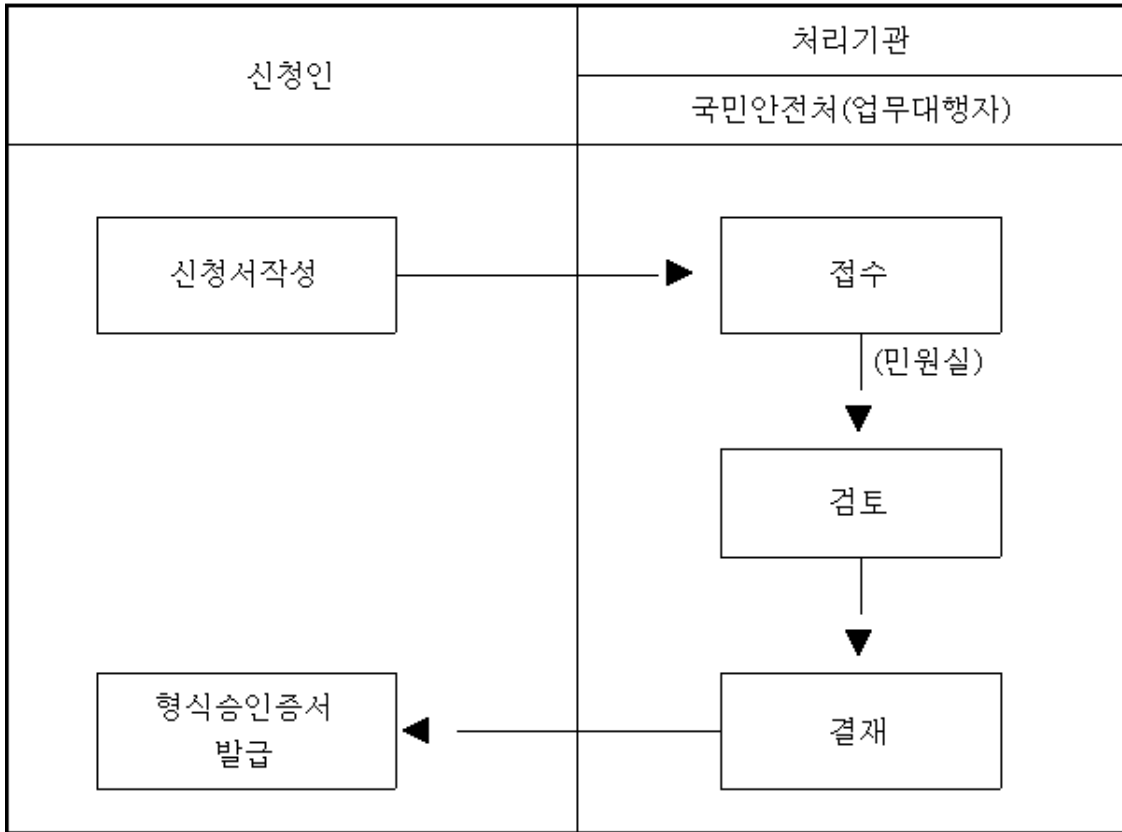 신청인
처리기관
국민안전처(업무대행자)
신청서작성
접수
(민원실)
검토
결재
형식승인증서
발급